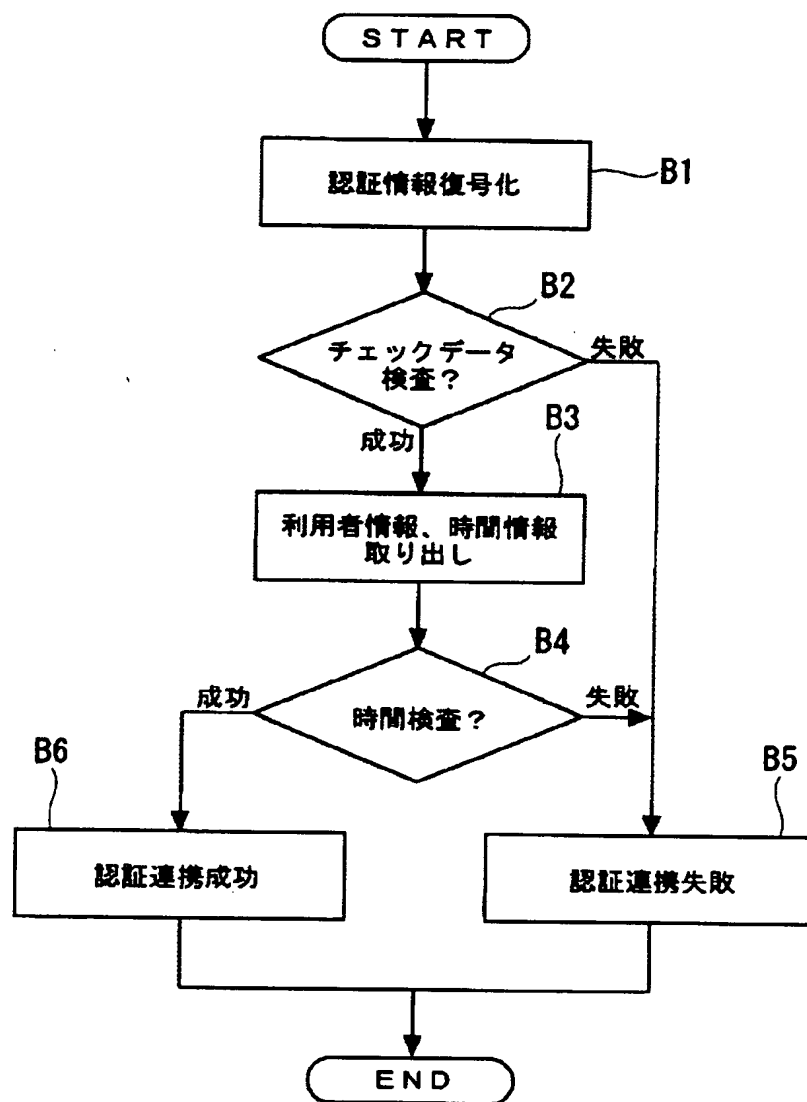 START
認証情報復号化
B1
B2
チェックデータ
検査？
失敗
成功
B3
利用者情報、時間情報
取り出し
B4
成功
時間検査？
失敗
B6
B5
認証連携成功
認証連携失敗
END